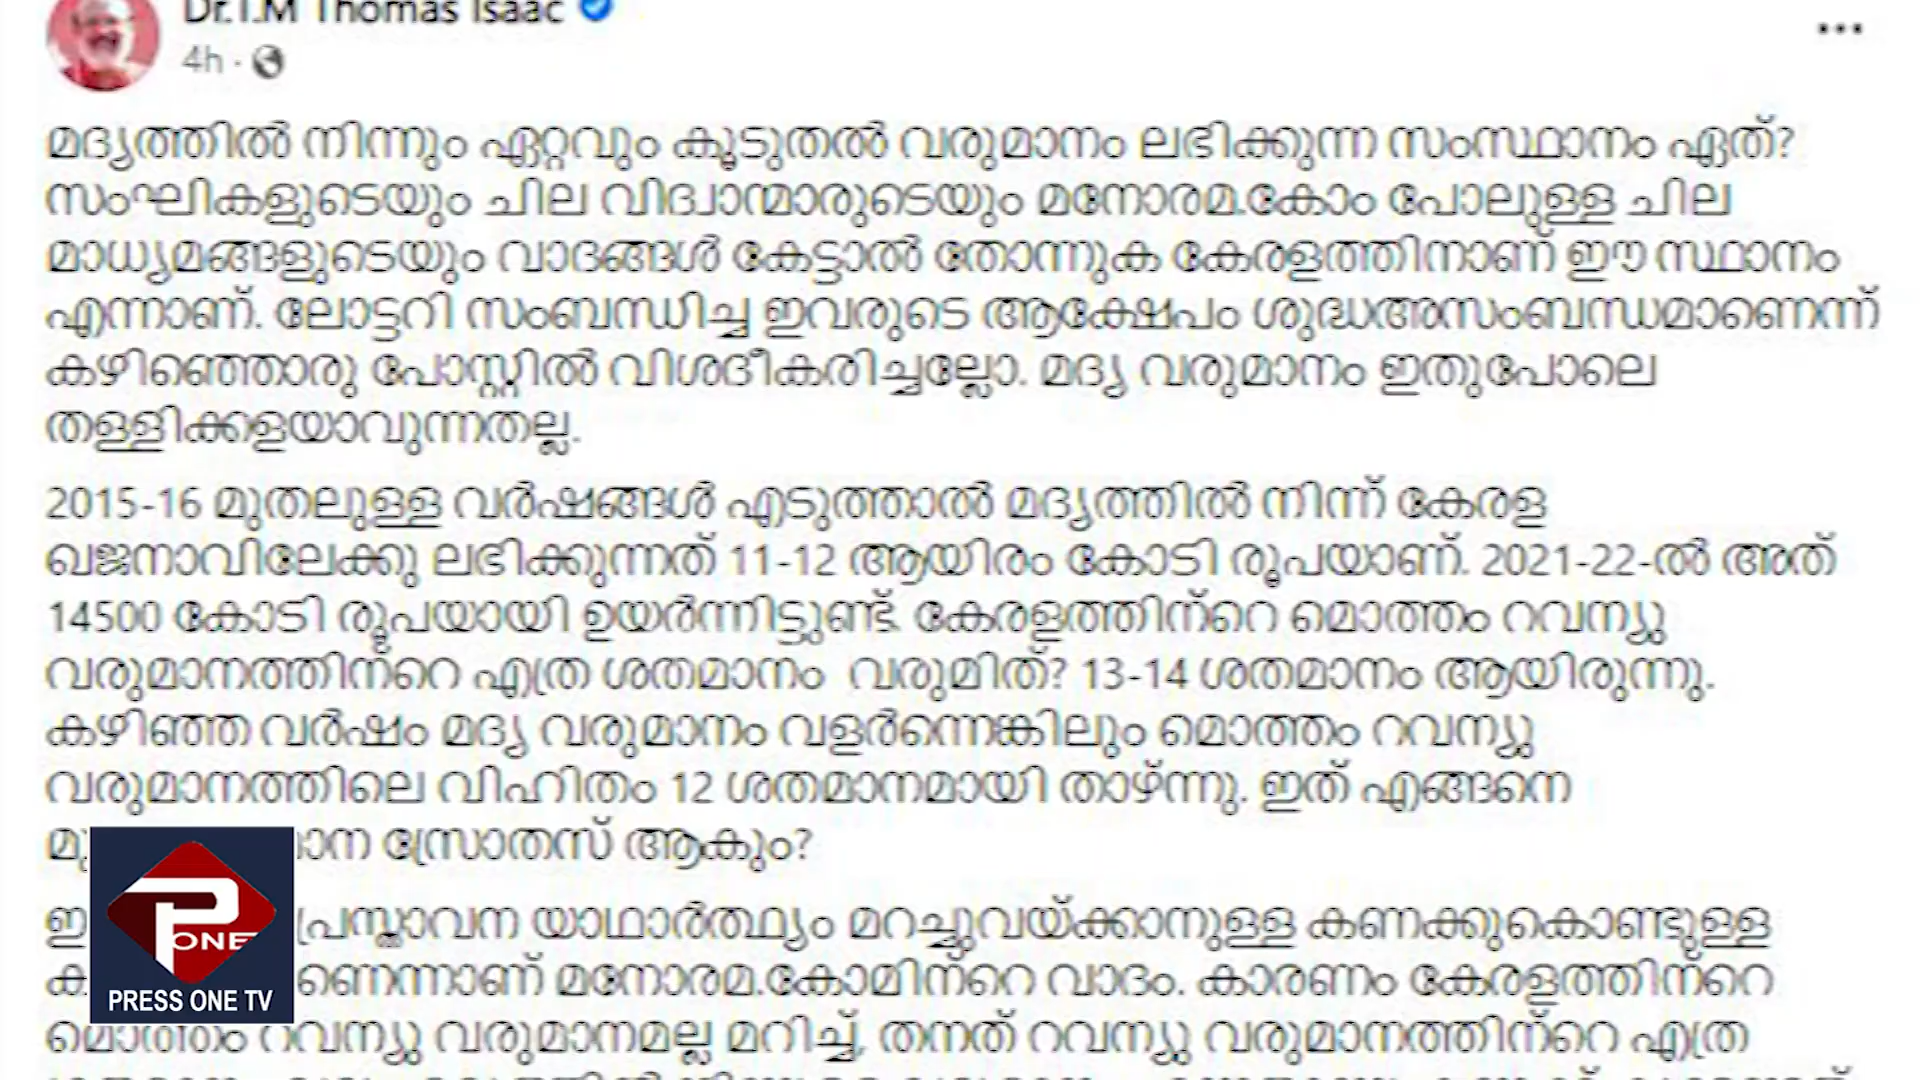 Dr.T.M Thomas Isaac
4h
മദ്യത്തിൽ നിന്നും ഏറ്റവും കൂടുതൽ വരുമാനം ലഭിക്കുന്ന സംസ്ഥാനം ഏത്?
സംഘികളുടെയും ചില വിദ്വാന്മാരുടെയും മനോരമ.കോം പോലുള്ള ചില
മാധ്യമങ്ങളുടെയും വാദങ്ങൾ കേട്ടാൽ തോന്നുക കേരളത്തിനാണ് ഈ സ്ഥാനം
എന്നാണ്. ലോട്ടറി സംബന്ധിച്ച ഇവരുടെ ആക്ഷേപം ശുദ്ധഅസംബന്ധമാണെന്ന്
കഴിഞ്ഞൊരു പോസ്റ്റിൽ വിശദീകരിച്ചല്ലോ. മദ്യ വരുമാനം ഇതുപോലെ
തള്ളിക്കളയാവുന്നതല്ല.
2015-16 മുതലുള്ള വർഷങ്ങൾ എടുത്താൽ മദ്യത്തിൽ നിന്ന് കേരള
ഖജനാവിലേക്കു ലഭിക്കുന്നത് 11-12 ആയിരം കോടി രൂപയാണ്. 2021-22-ൽ അത്
14500 കോടി രൂപയായി ഉയർന്നിട്ടുണ്ട്. കേരളത്തിന്റെ മൊത്തം റവന്യു
വരുമാനത്തിന്റെ എത്ര ശതമാനം വരുമിത്? 13-14 ശതമാനം ആയിരുന്നു.
കഴിഞ്ഞ വർഷം മദ്യ വരുമാനം വളർന്നെങ്കിലും മൊത്തം റവന്യു
വരുമാനത്തിലെ വിഹിതം 12 ശതമാനമായി താഴ്ന്നു. ഇത് എങ്ങനെ
സ്രോതസ് ആകും?
പ്രസ്താവന യാഥാർത്ഥ്യം മറച്ചുവയ്ക്കാനുള്ള കണക്കുകൊണ്ടുള്ള
മനോരമ.കോമിന്റെ വാദം. കാരണം കേരളത്തിന്റെ
മൊത്തം റവന്യു വരുമാനമല്ല മറിച്ച്, തനത് റവന്യു വരുമാനത്തിന്റെ എത്ര
P ONE
PRESS ONE TV